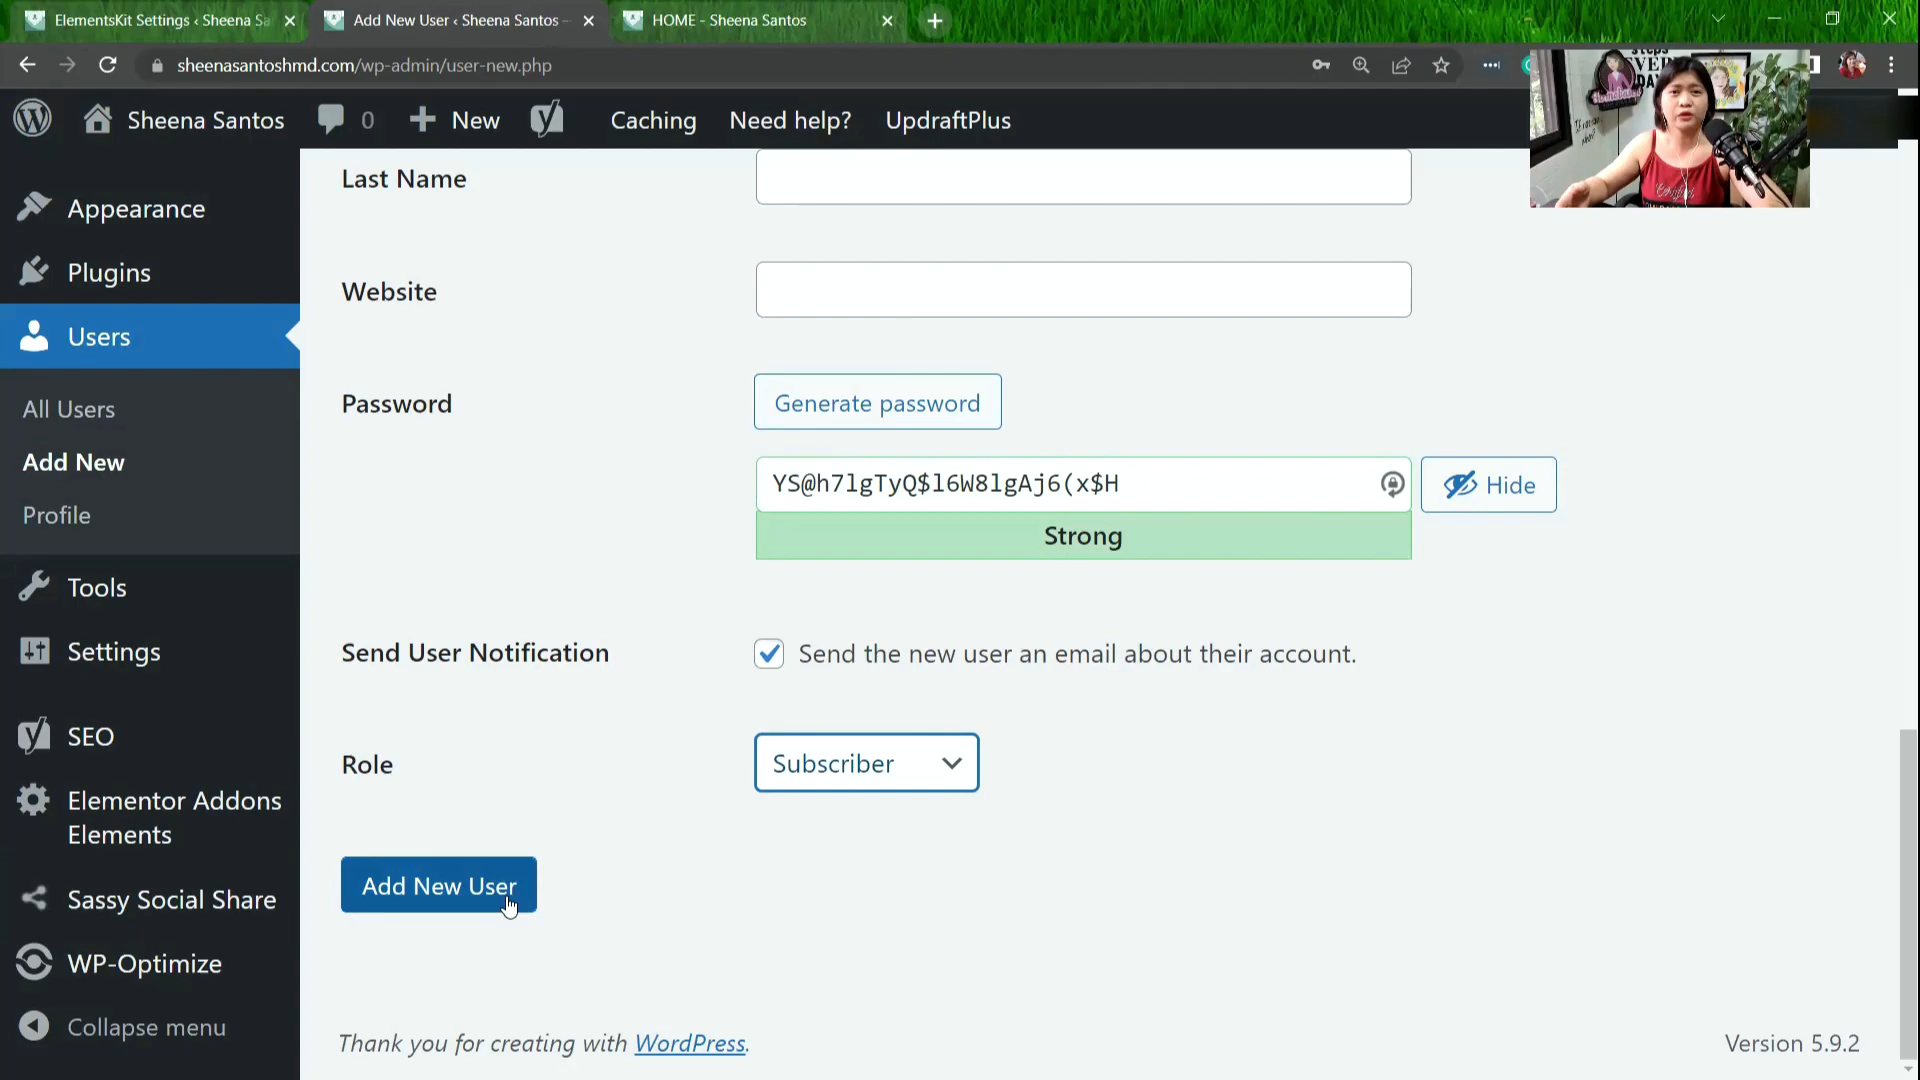 ElementsKit Settings ‹ Sheena Sa
Add New User ‹ Sheena Santos —
HOME - Sheena Santos
sheenasantoshmd.com/wp-admin/user-new.php
Sheena Santos
0
New
Caching
Need help?
UpdraftPlus
Appearance
Plugins
Users
All Users
Add New
Profile
Tools
Settings
SEO
Elementor Addons
Elements
Sassy Social Share
WP-Optimize
Collapse menu
Last Name
Website
Password
Generate password
YS@h7lgTyQ$l6W8lgAj6(x$H
Hide
Strong
Send User Notification
Send the new user an email about their account.
Role
Subscriber
Add New User
Thank you for creating with WordPress.
Version 5.9.2